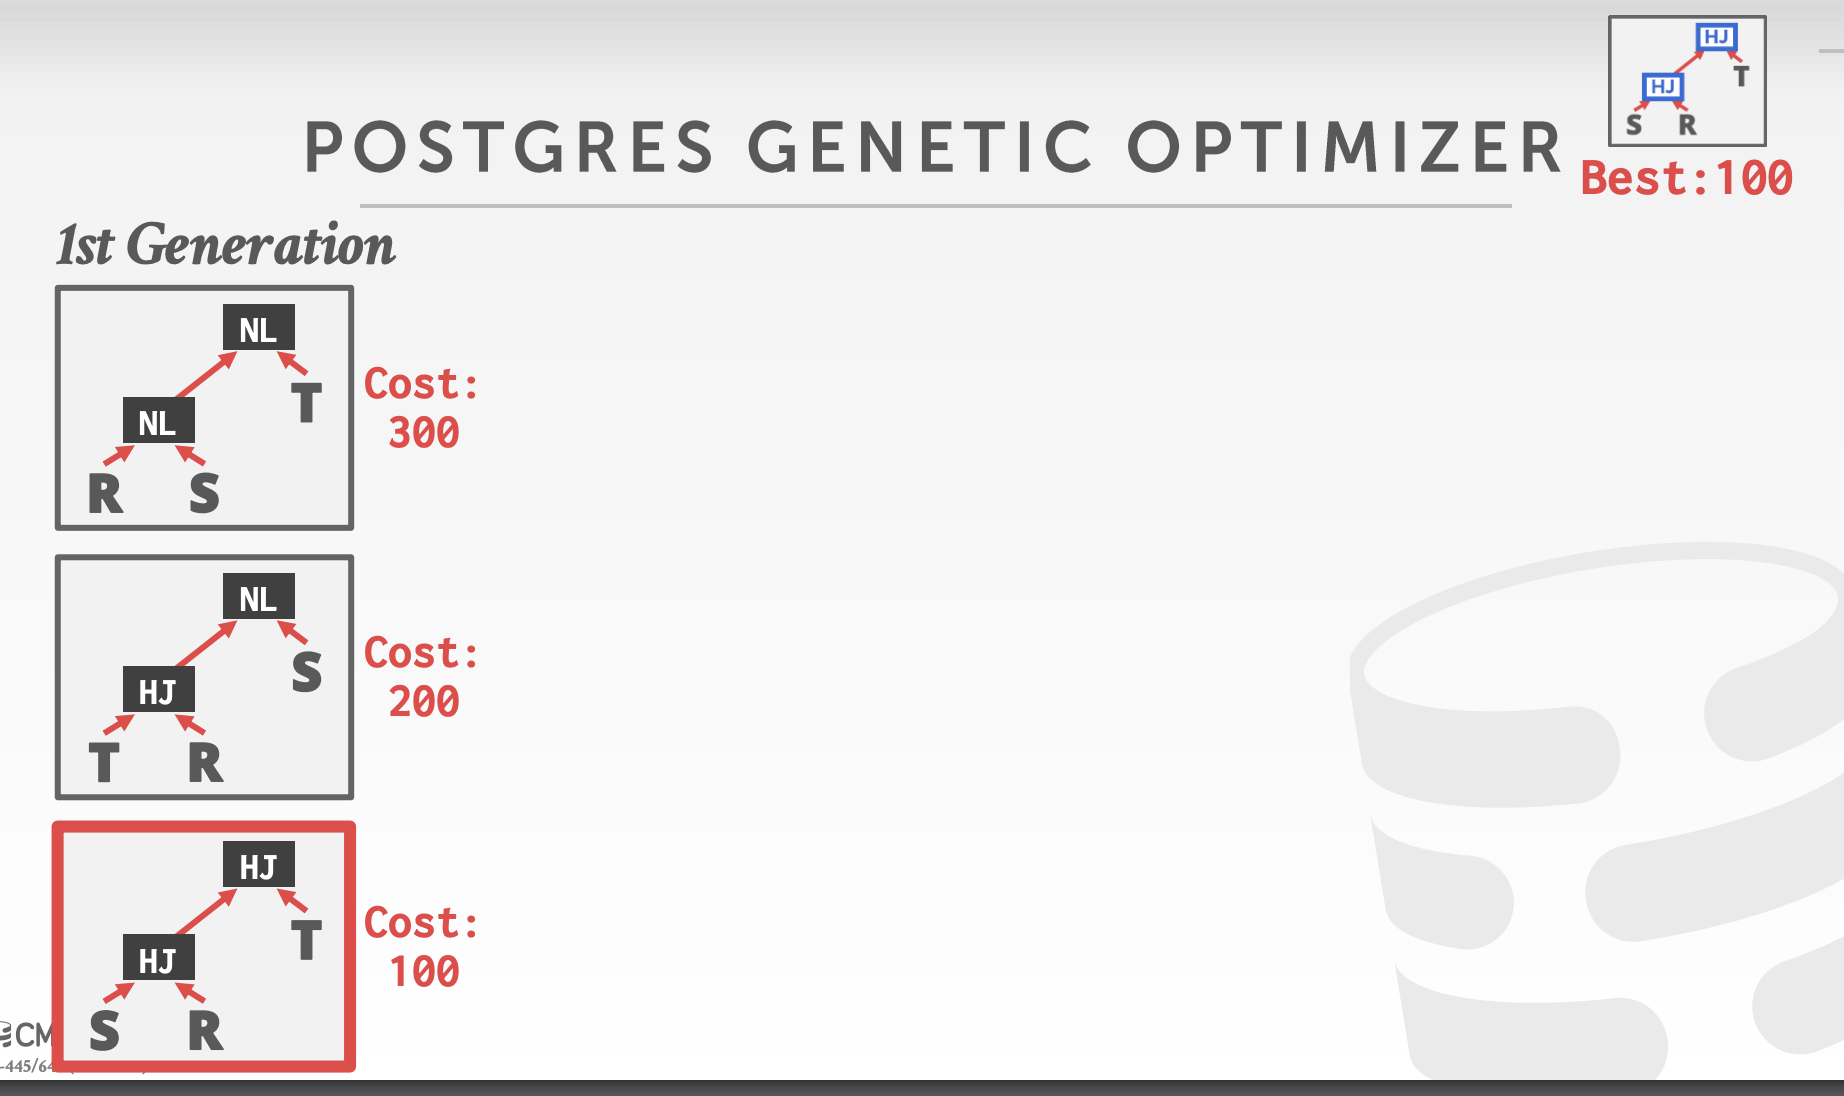 HJ
HJ
T
S R
POSTGRES GENETIC OPTIMIZER
Best:100
1st Generation
NL
NL
T
R S
Cost:
300
NL
HJ
S
T R
Cost:
200
HJ
HJ
T
S R
Cost:
100
CM
-445/64